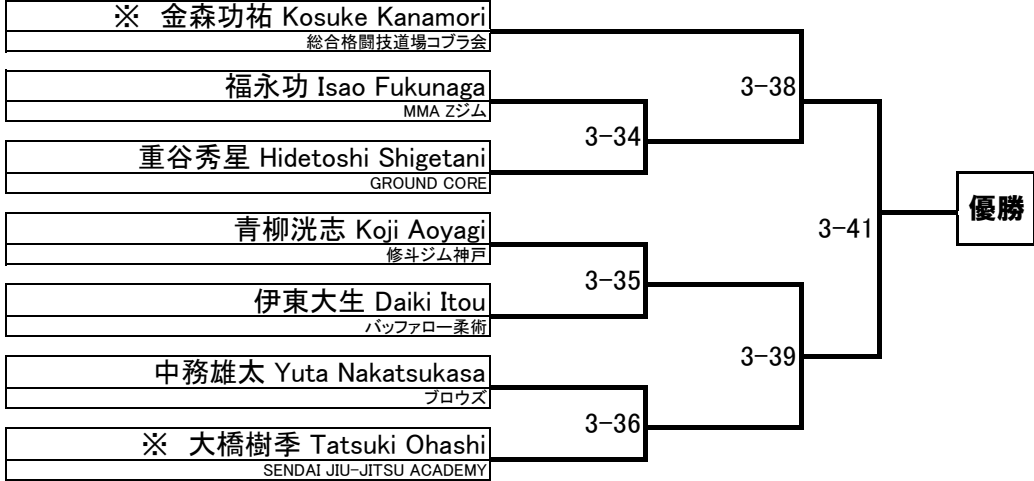 ※ 金森功祐 Kosuke Kanamori
総合格闘技道場コブラ会
福永功 Isao Fukunaga
MMA Zジム
重谷秀星 Hidetoshi Shigetani
GROUND CORE
青柳洸志 Koji Aoyagi
修斗ジム神戸
伊東大生 Daiki Itou
バッファロー柔術
中務雄太 Yuta Nakatsukasa
ブロウズ
※ 大橋樹季 Tatsuki Ohashi
SENDAI JIU-JITSU ACADEMY
3-34
3-35
3-36
3-38
3-39
3-41
優勝